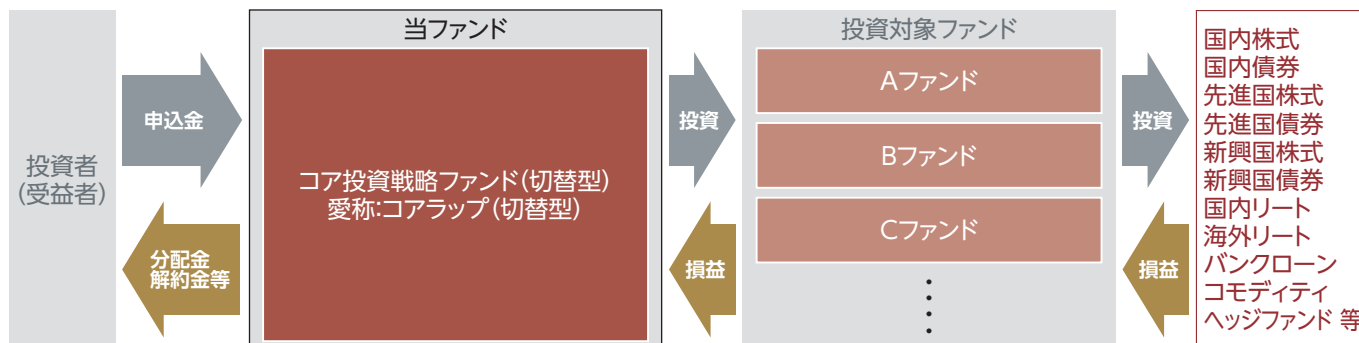 投資者
(受益者)
申込金
分配金
解約金等
当ファンド
コア投資戦略ファンド(切替型)
愛称:コアラップ(切替型)
投資
損益
投資対象ファンド
Aファンド
Bファンド
Cファンド
投資
損益
国内株式
国内債券
先進国株式
先進国債券
新興国株式
新興国債券
国内リート
海外リート
バンクローン
コモディティ
ヘッジファンド 等